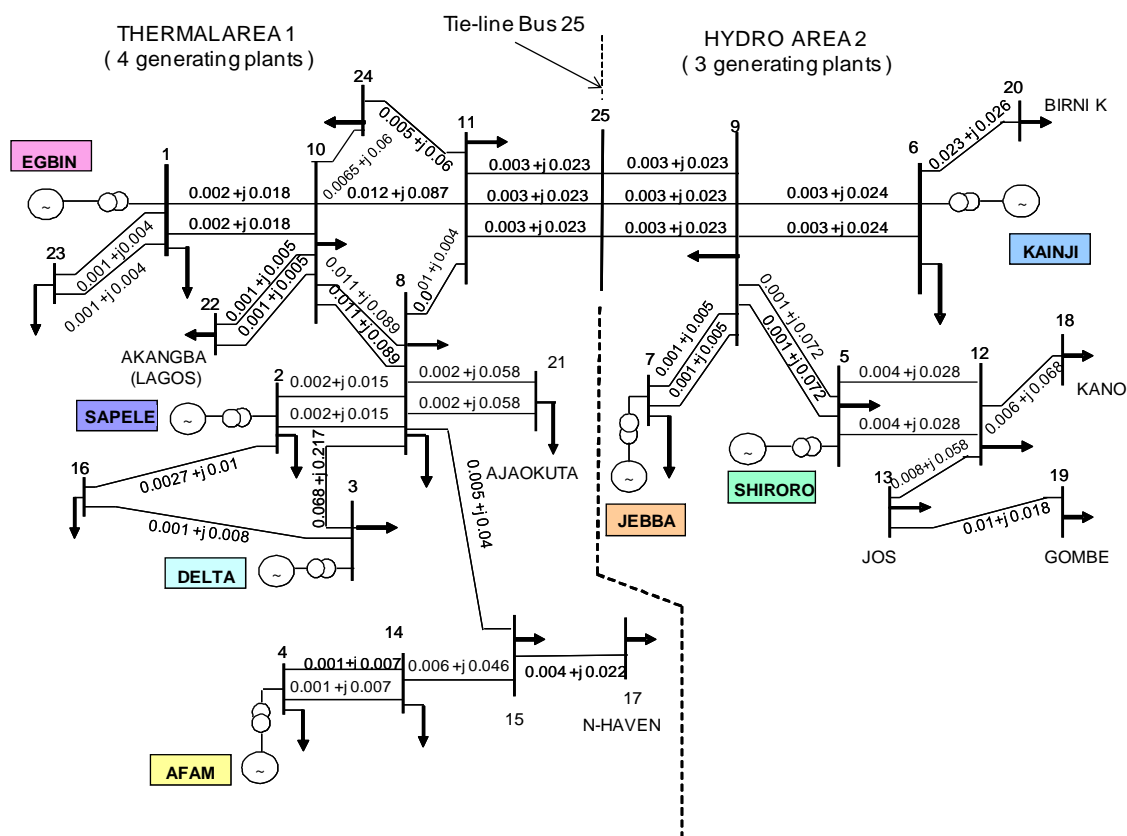 THERMALAREA 1
( 4 generating plants )
Tie-line Bus 25
HYDRO AREA 2
( 3 generating plants )
24
11
25
9
6
20
BIRNI K
EGBIN
1
10
~
0.005 +j 0.06
0.0065 +j 0.06
0.023 +j 0.026
0.002 +j 0.018
0.012 +j 0.087
0.003 +j 0.023
0.003 +j 0.023
0.003 +j 0.023
0.003 +j 0.023
0.003 +j 0.024
~
0.002 +j 0.018
0.003 +j 0.023
0.003 +j 0.023
0.003 +j 0.024
KAINJI
23
0.001 +j0.004
0.001 +j 0.004
22
0.001 +j0.005
0.001 +j 0.005
0.011 +j 0.089
0.011 +j 0.089
8
0.001 +j 0.004
AKANGBA
(LAGOS)
7
0.001 +j 0.005
0.001 +j 0.005
0.001 +j 0.072
0.001 +j 0.072
5
12
18
KANO
0.004 +j 0.028
0.004 +j 0.028
0.006 +j 0.068
2
0.002 +j 0.015
0.002 +j 0.058
21
SAPELE
~
0.002 +j 0.015
0.002 +j 0.058
AJAOKUTA
~
SHIRORO
16
0.0027 +j 0.01
0.068 +j 0.217
3
0.001 +j 0.008
0.005 +j 0.04
~
JEBBA
13
0.008+j 0.058
19
0.01 +j 0.018
JOS
GOMBE
DELTA
~
4
14
0.001 +j 0.007
0.001 +j 0.007
0.006 +j 0.046
0.004 +j 0.022
15
17
N-HAVEN
AFAM
~